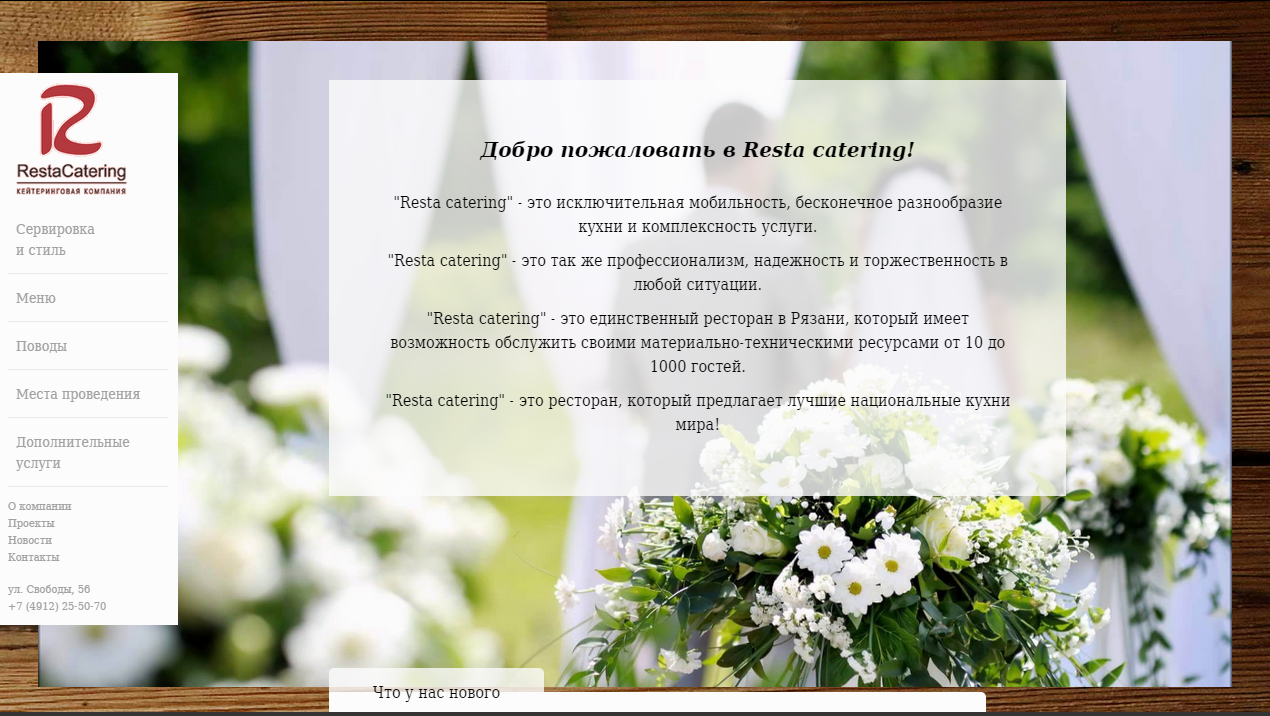 RestaCatering
КЕЙТЕРИНГОВАЯ КОМПАНИЯ
Сервировка
и стиль
Меню
Поводы
Места проведения
Дополнительные
услуги
О компании
Проекты
Новости
Контакты
ул. Свободы, 56
+7 (4912) 25-50-70
Добро пожаловать в Resta catering!
"Resta catering" - это исключительная мобильность, бесконечное разнообразие
кухни и комплексность услуги.
"Resta catering" - это так же профессионализм, надежность и торжественность в
любой ситуации.
"Resta catering" - это единственный ресторан в Рязани, который имеет
возможность обслужить своими материально-техническими ресурсами от 10 до
1000 гостей.
"Resta catering" - это ресторан, который предлагает лучшие национальные кухни
мира!
Что у нас нового